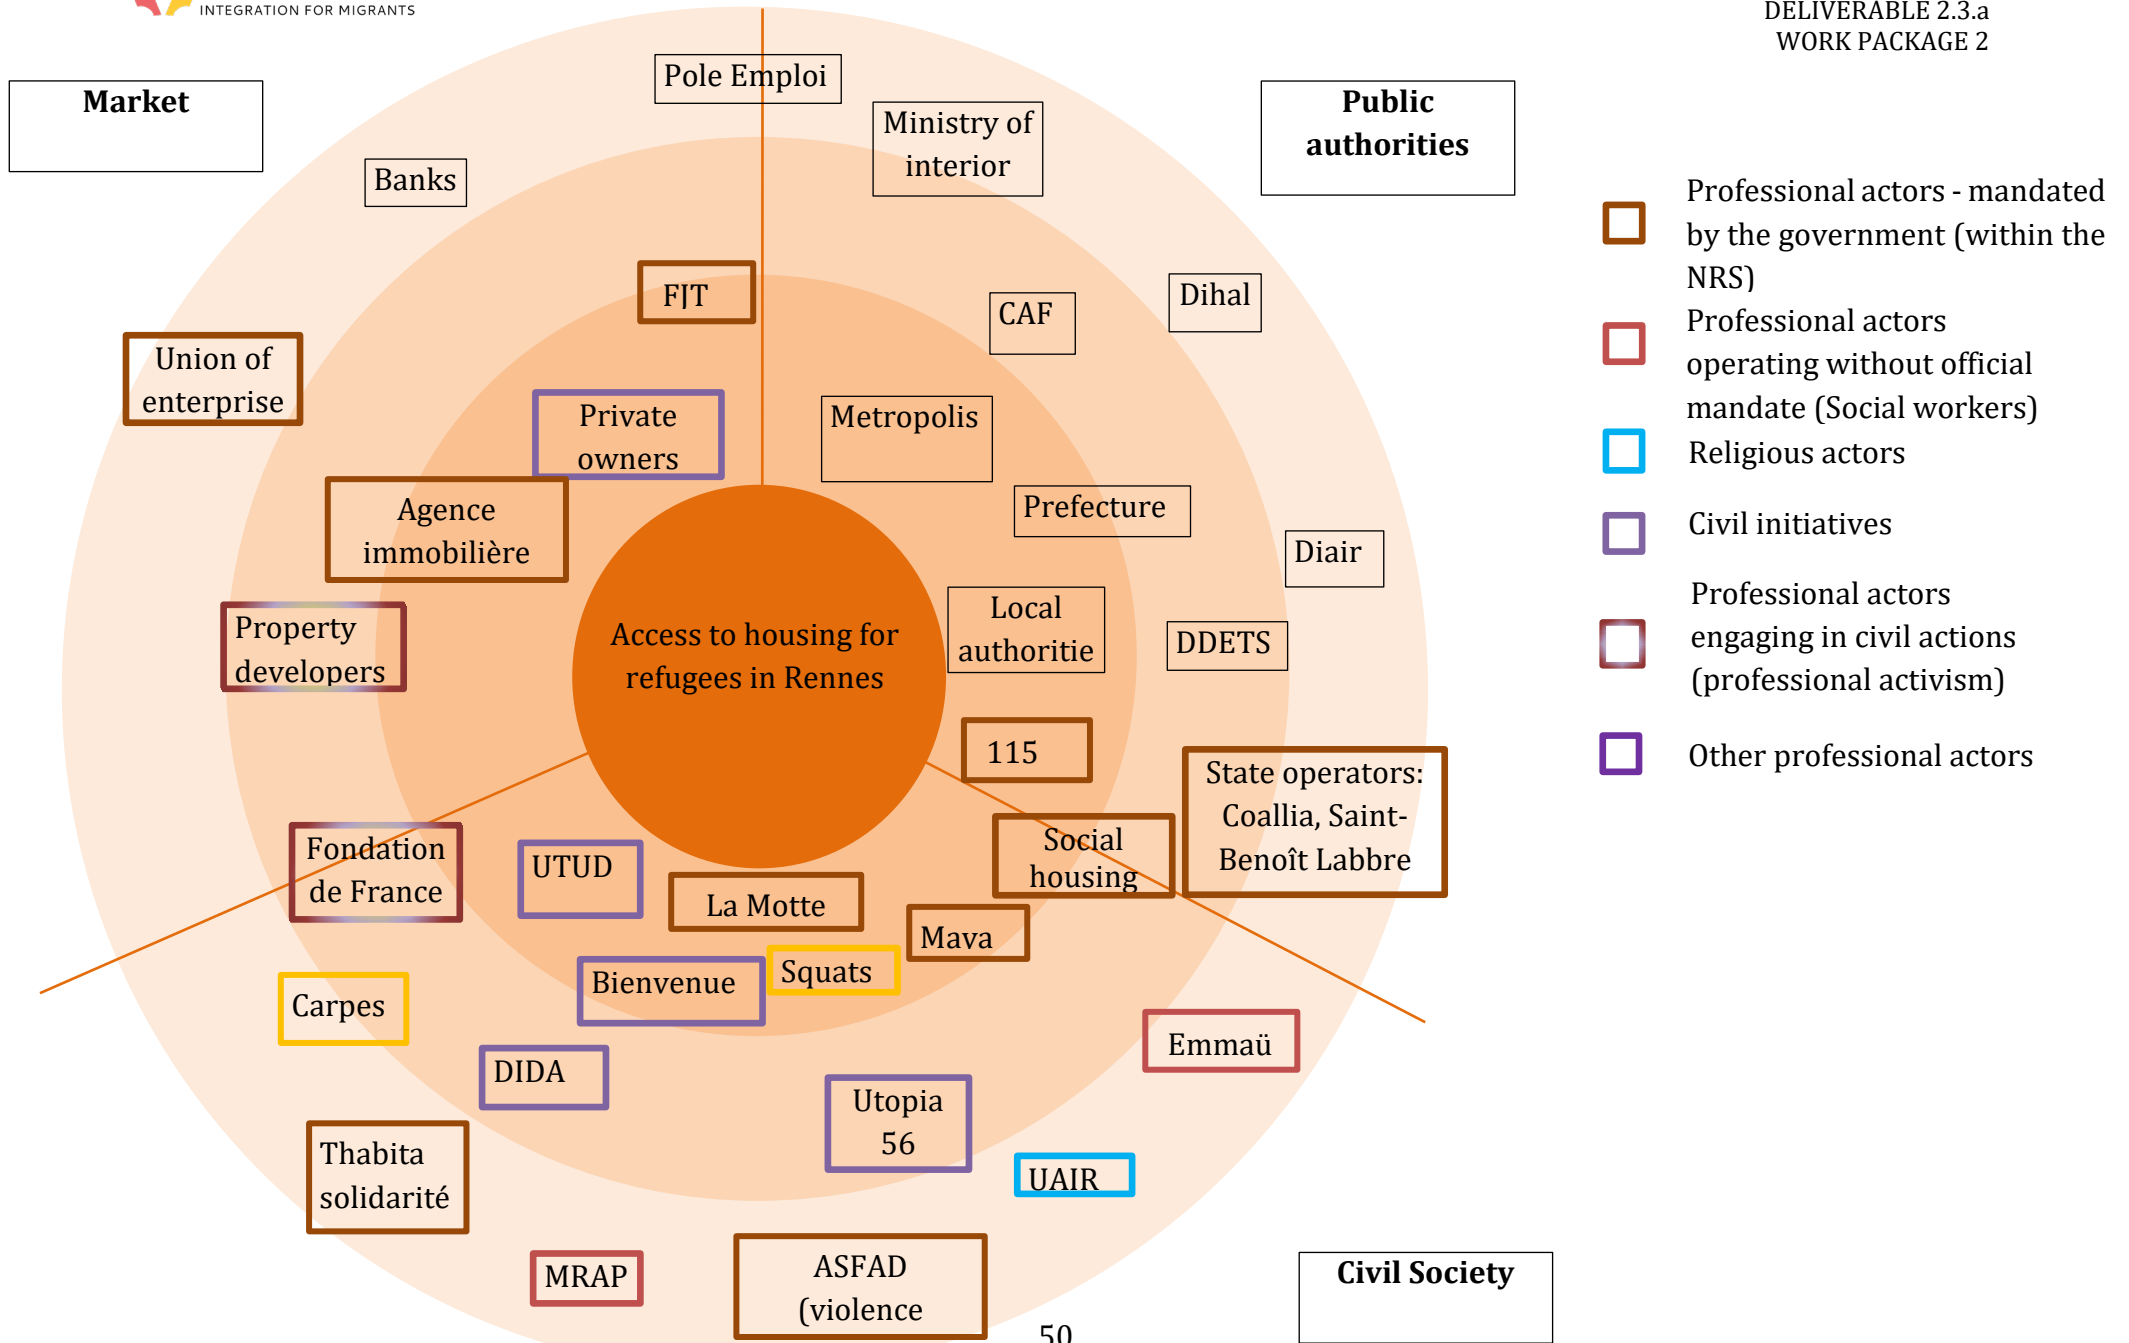 INTEGRATION FOR MIGRANTS
DELIVERABLE 2.3.a
WORK PACKAGE 2
Market
Pole Emploi
Public
authorities
Ministry of
interior
Banks
FJT
CAF
Dihal
Union of
enterprise
Private
owners
Metropolis
Agence
immobilière
Prefecture
Diair
Property
developers
Access to housing for
refugees in Rennes
Local
authoritie
DDETS
115
State operators:
Coallia, Saint-
Benoît Labbre
Social
housing
Fondation
de France
UTUD
La Motte
Mava
Bienvenue
Squats
Carpes
Emmaü
DIDA
Utopia
56
Thabita
solidarité
UAIR
MRAP
ASFAD
(violence
Civil Society
50
Professional actors - mandated
by the government (within the
NRS)
Professional actors
operating without official
mandate (Social workers)
Religious actors
Civil initiatives
Professional actors
engaging in civil actions
(professional activism)
Other professional actors